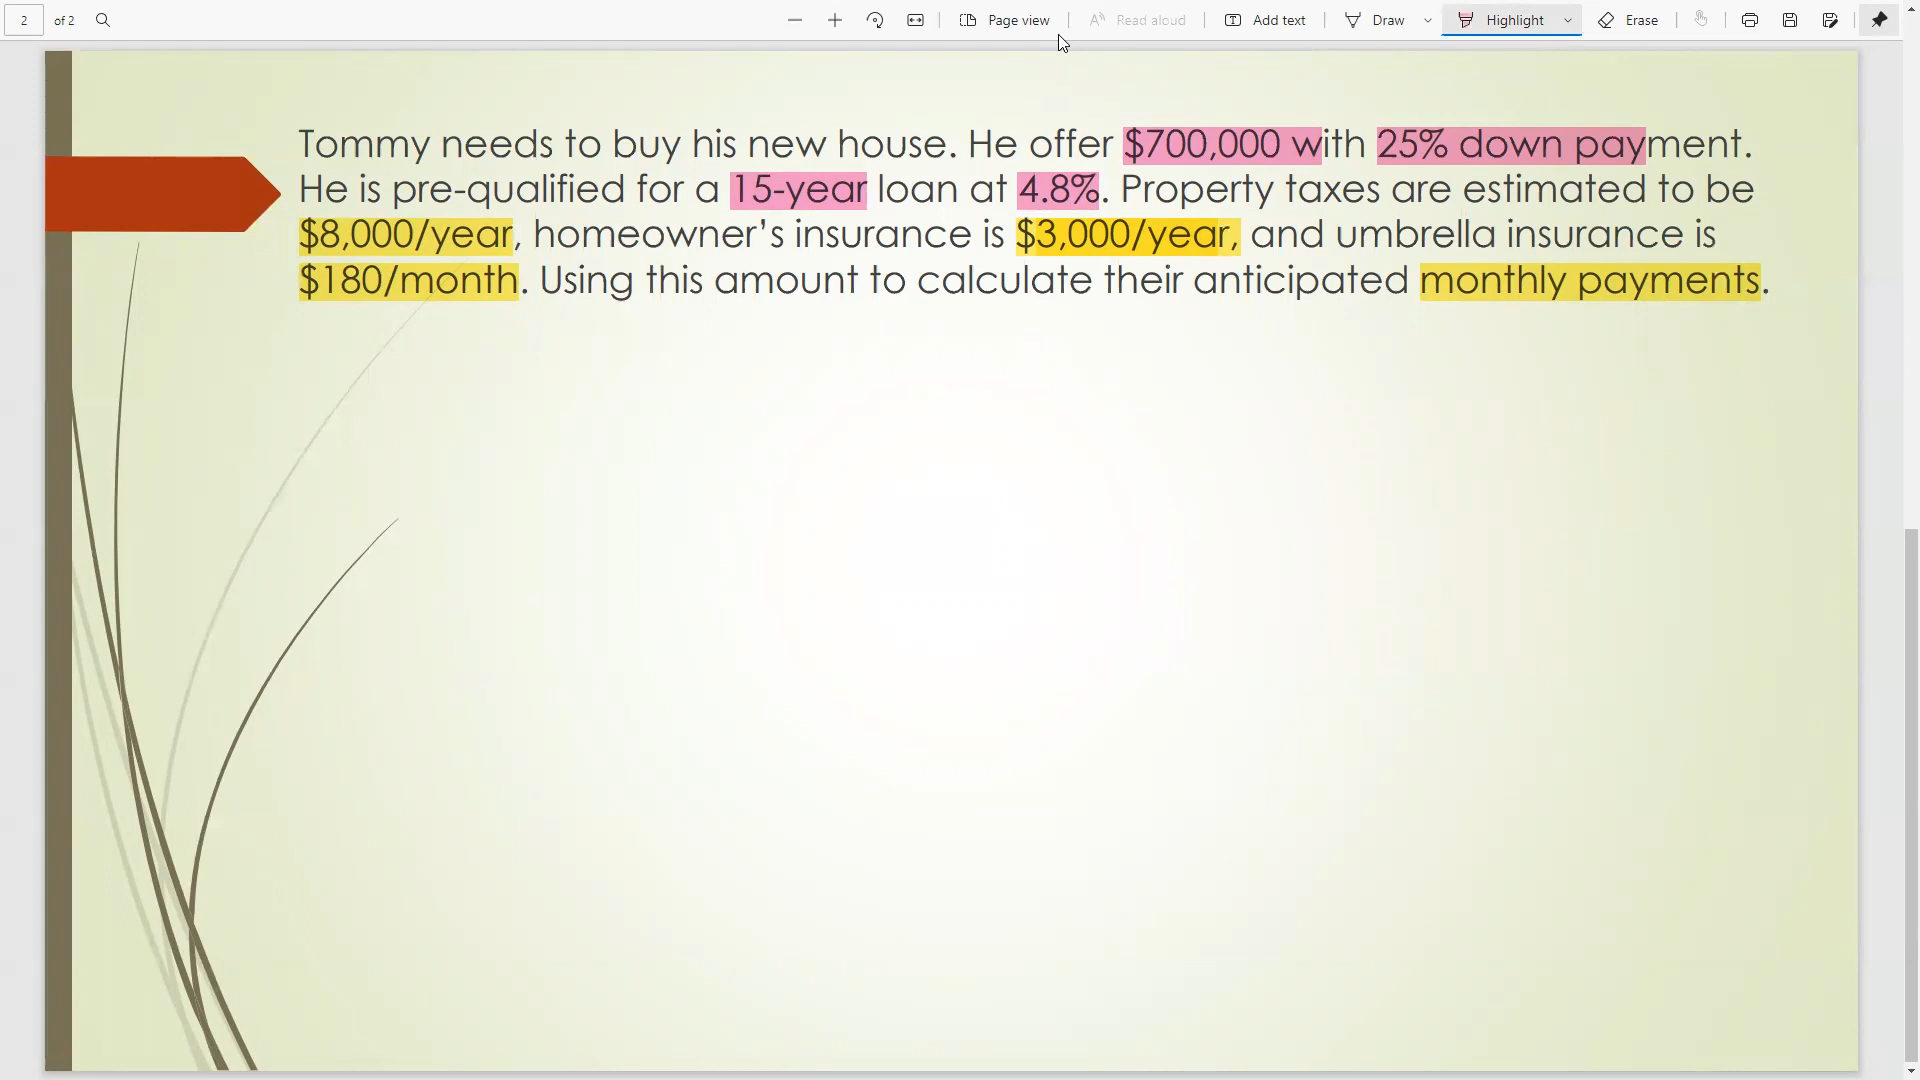 2 of 2 Page view Read aloud Add text Draw Highlight Erase
Tommy needs to buy his new house. He offer $700,000 with 25% down payment.
He is pre-qualified for a 15-year loan at 4.8%. Property taxes are estimated to be
$8,000/year, homeowner’s insurance is $3,000/year, and umbrella insurance is
$180/month. Using this amount to calculate their anticipated monthly payments.